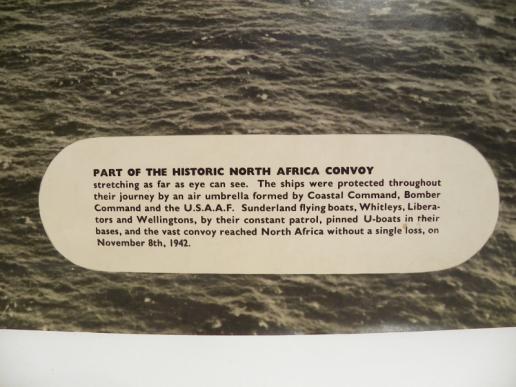 PART OF THE HISTORIC NORTH AFRICA CONVOY
stretching as far as eye can see. The ships were protected throughout
their journey by an air umbrella formed by Coastal Command, Bomber
Command and the U.S.A.A.F. Sunderland flying boats, Whitleys, Libera-
tors and Wellingtons, by their constant patrol, pinned U-boats in their
bases, and the vast convoy reached North Africa without a single loss, on
November 8th, 1942.